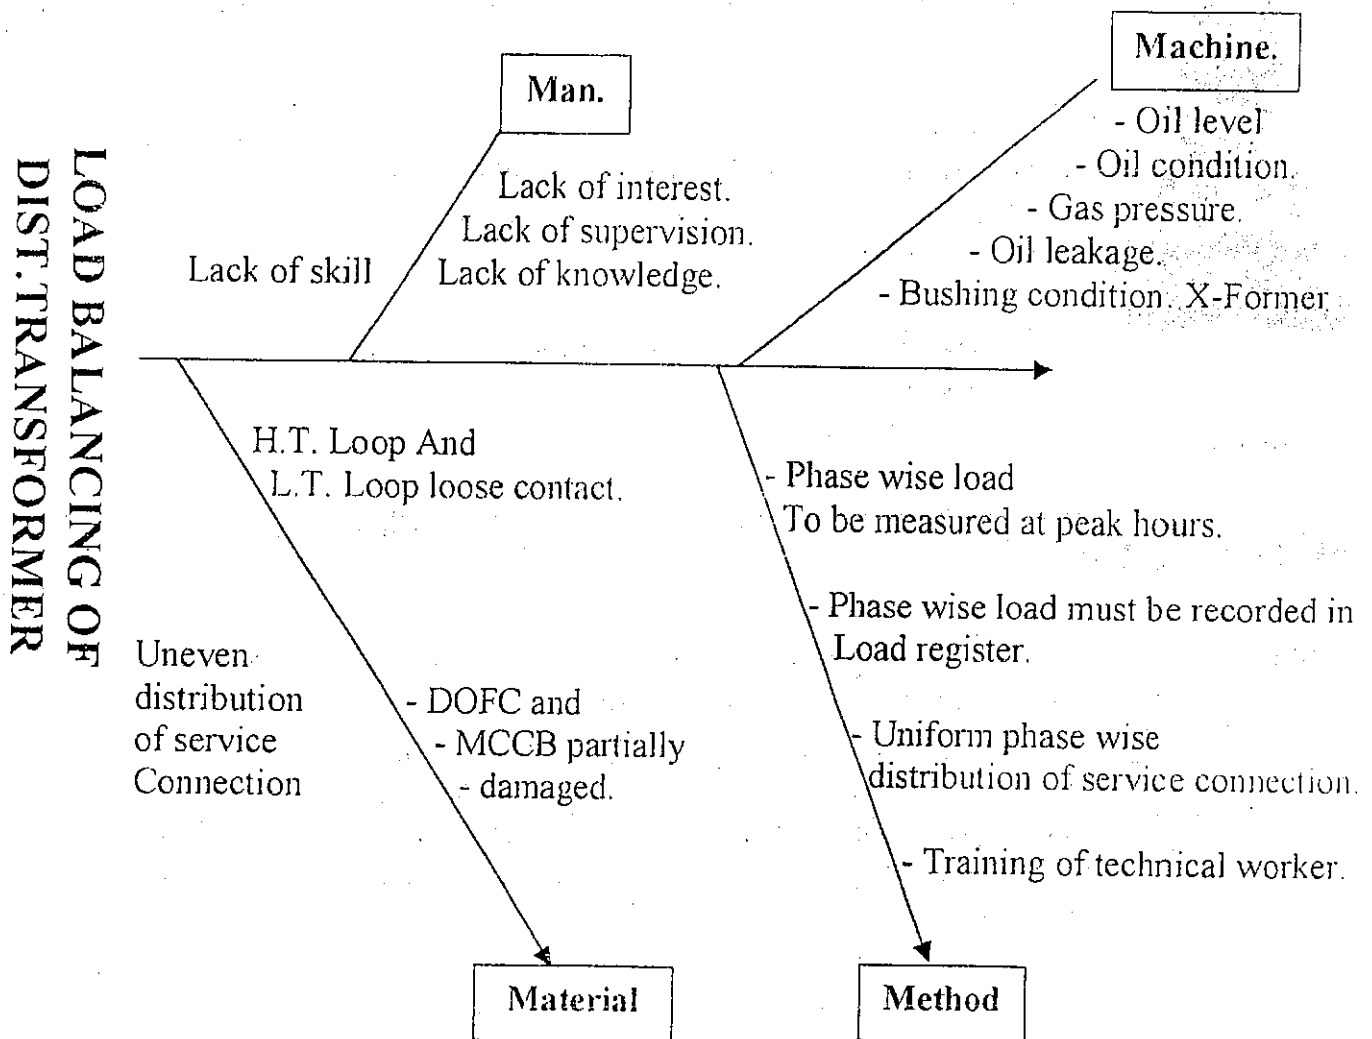 LOAD BALANCING OF
DIST. TRANSFORMER
Man.
Lack of interest.
Lack of supervision.
Lack of knowledge.
Lack of skill
Machine.
- Oil level
- Oil condition.
- Gas pressure.
- Oil leakage.
- Bushing condition. X-Former
H.T. Loop And
L.T. Loop loose contact.
Uneven
distribution
of service
Connection
- DOFC and
- MCCB partially
- damaged.
Material
- Phase wise load
To be measured at peak hours.
- Phase wise load must be recorded in
Load register.
- Uniform phase wise
distribution of service connection.
- Training of technical worker.
Method